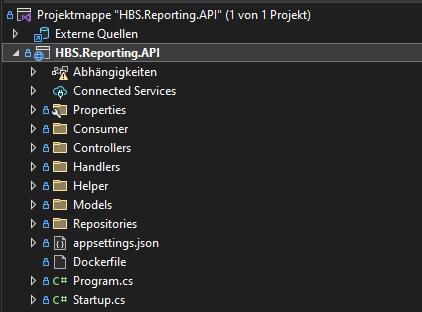 Projektmappe "HBS.Reporting.API" (1 von 1 Projekt)
Externe Quellen
HBS.Reporting.API
Abhängigkeiten
Connected Services
Properties
Consumer
Controllers
Handlers
Helper
Models
Repositories
appsettings.json
Dockerfile
C# Program.cs
C# Startup.cs